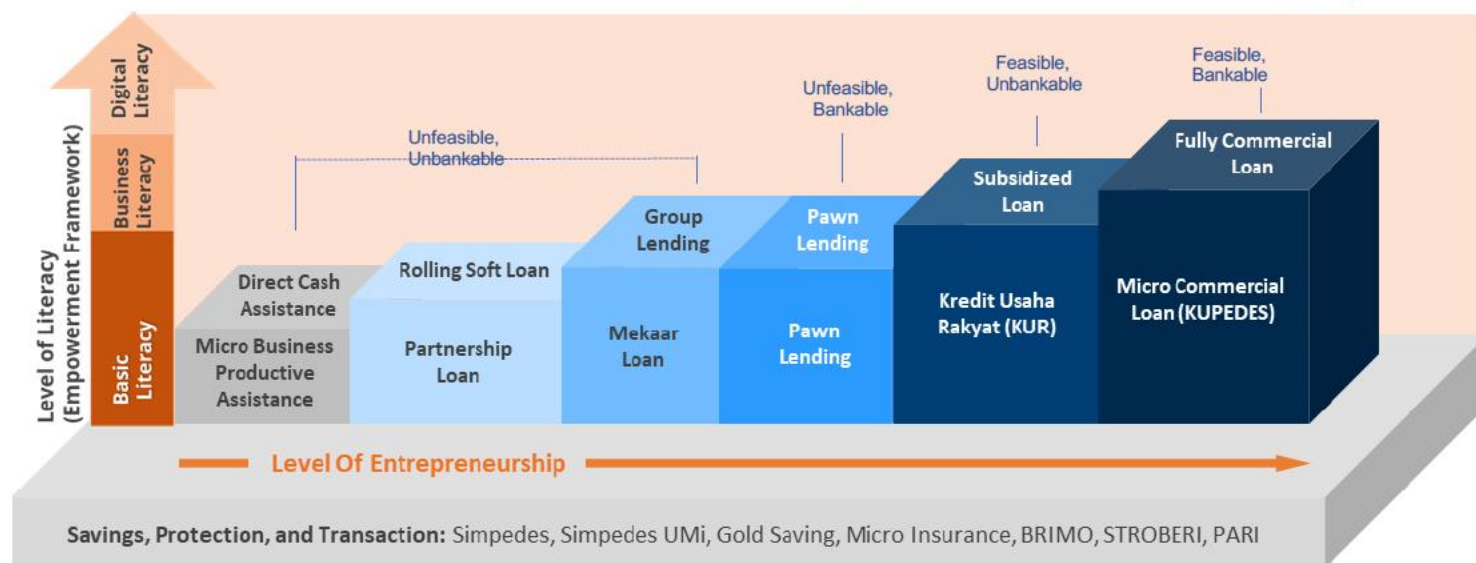 Level of Literacy
(Empowerment Framework)
Digital
Literacy
Business
Literacy
Basic
Literacy
Unfeasible,
Unbankable
Unfeasible,
Bankable
Feasible,
Unbankable
Feasible,
Bankable
Direct Cash
Assistance
Micro Business
Productive
Assistance
Rolling Soft Loan
Partnership
Loan
Group
Lending
Mekaar
Loan
Pawn
Lending
Pawn
Lending
Subsidized
Loan
Kredit Usaha
Rakyat (KUR)
Fully Commercial
Loan
Micro Commercial
Loan (KUPEDES)
Level Of Entrepreneurship
Savings, Protection, and Transaction: Simpedes, Simpedes UMi, Gold Saving, Micro Insurance, BRIMO, STROBERI, PARI